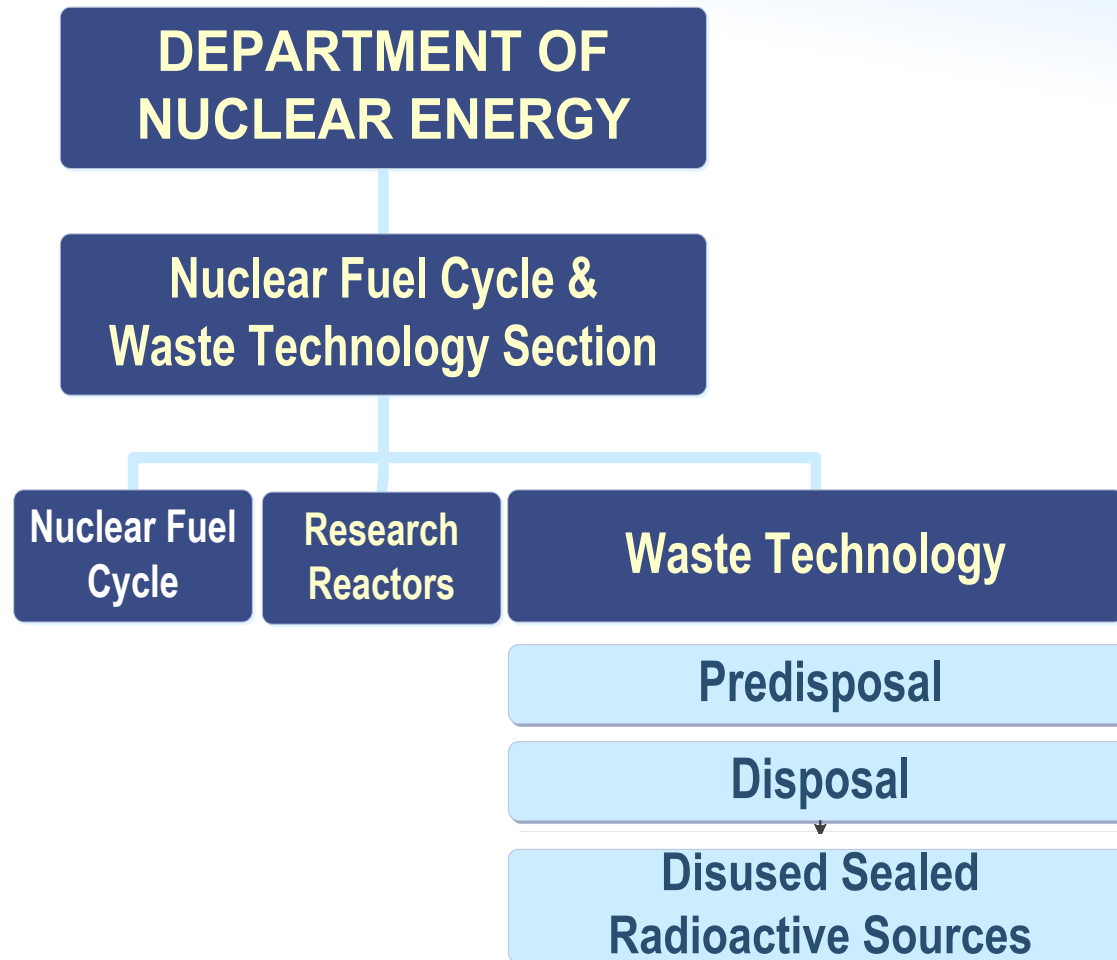 DEPARTMENT OF
NUCLEAR ENERGY
Nuclear Fuel Cycle &
Waste Technology Section
Nuclear Fuel
Cycle
Research
Reactors
Waste Technology
Predisposal
Disposal
Disused Sealed
Radioactive Sources